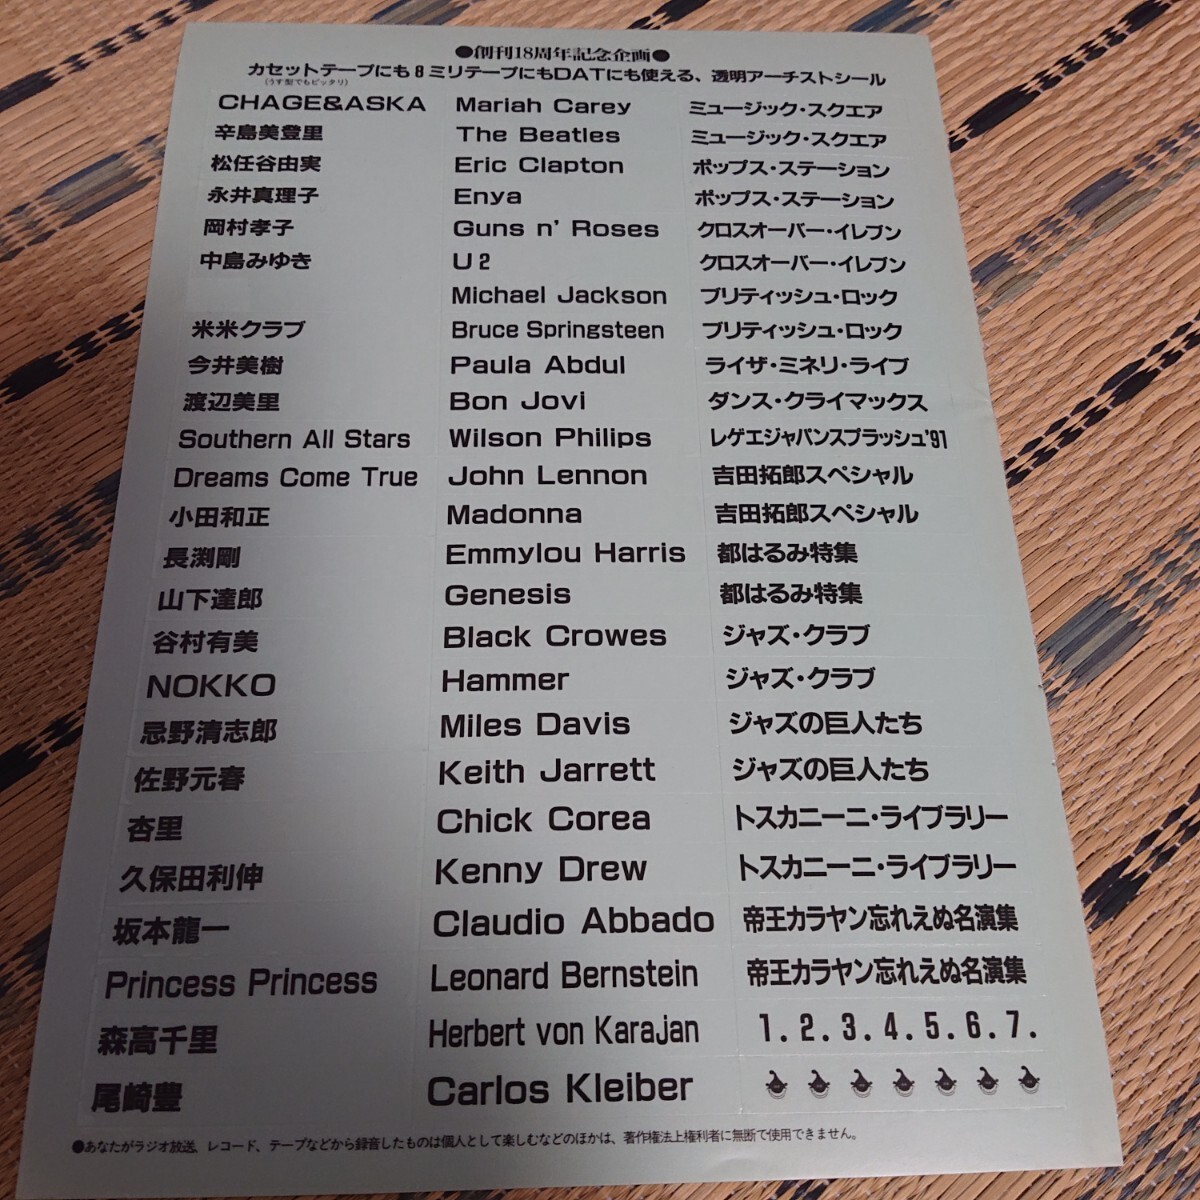 ●創刊18周年記念企画●
カセットテープにも8ミリテープにもDATにも使える、透明アーチストシール
(うす型でもピッタリ)
CHAGE&ASKA
辛島美登里
松任谷由実
永井真理子
岡村孝子
中島みゆき
米米クラブ
今井美樹
渡辺美里
Southern All Stars
Dreams Come True
小田和正
長渕剛
山下達郎
谷村有美
NOKKO
忌野清志郎
佐野元春
杏里
久保田利伸
坂本龍一
Princess Princess
森高千里
尾崎豊
Mariah Carey
The Beatles
Eric Clapton
Enya
Guns n' Roses
U2
Michael Jackson
Bruce Springsteen
Paula Abdul
Bon Jovi
Wilson Philips
John Lennon
Madonna
Emmylou Harris
Genesis
Black Crowes
Hammer
Miles Davis
Keith Jarrett
Chick Corea
Kenny Drew
Claudio Abbado
Leonard Bernstein
Herbert von Karajan
Carlos Kleiber
ミュージック・スクエア
ミュージック・スクエア
ポップス・ステーション
ポップス・ステーション
クロスオーバー・イレブン
クロスオーバー・イレブン
ブリティッシュ・ロック
ブリティッシュ・ロック
ライザ・ミネリ・ライブ
ダンス・クライマックス
レゲエジャパンスプラッシュ'91
吉田拓郎スペシャル
吉田拓郎スペシャル
都はるみ特集
都はるみ特集
ジャズ・クラブ
ジャズ・クラブ
ジャズの巨人たち
ジャズの巨人たち
トスカニーニ・ライブラリー
トスカニーニ・ライブラリー
帝王カラヤン忘れえぬ名演集
帝王カラヤン忘れえぬ名演集
1. 2. 3. 4. 5. 6. 7.
●あなたがラジオ放送、レコード、テープなどから録音したものは個人として楽しむなどのほかは、著作権法上権利者に無断で使用できません。